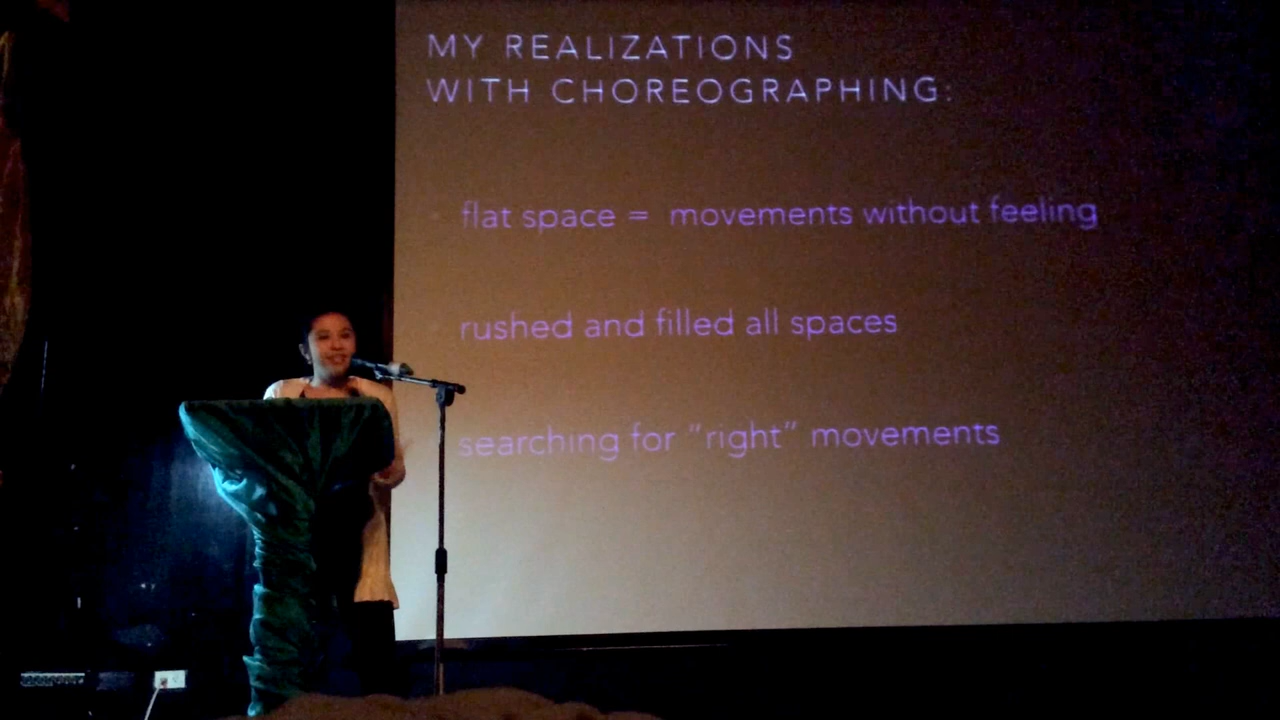 MY REALIZATIONS
WITH CHOREOGRAPHING:
flat space = movements without feeling
rushed and filled all spaces
searching for "right" movements